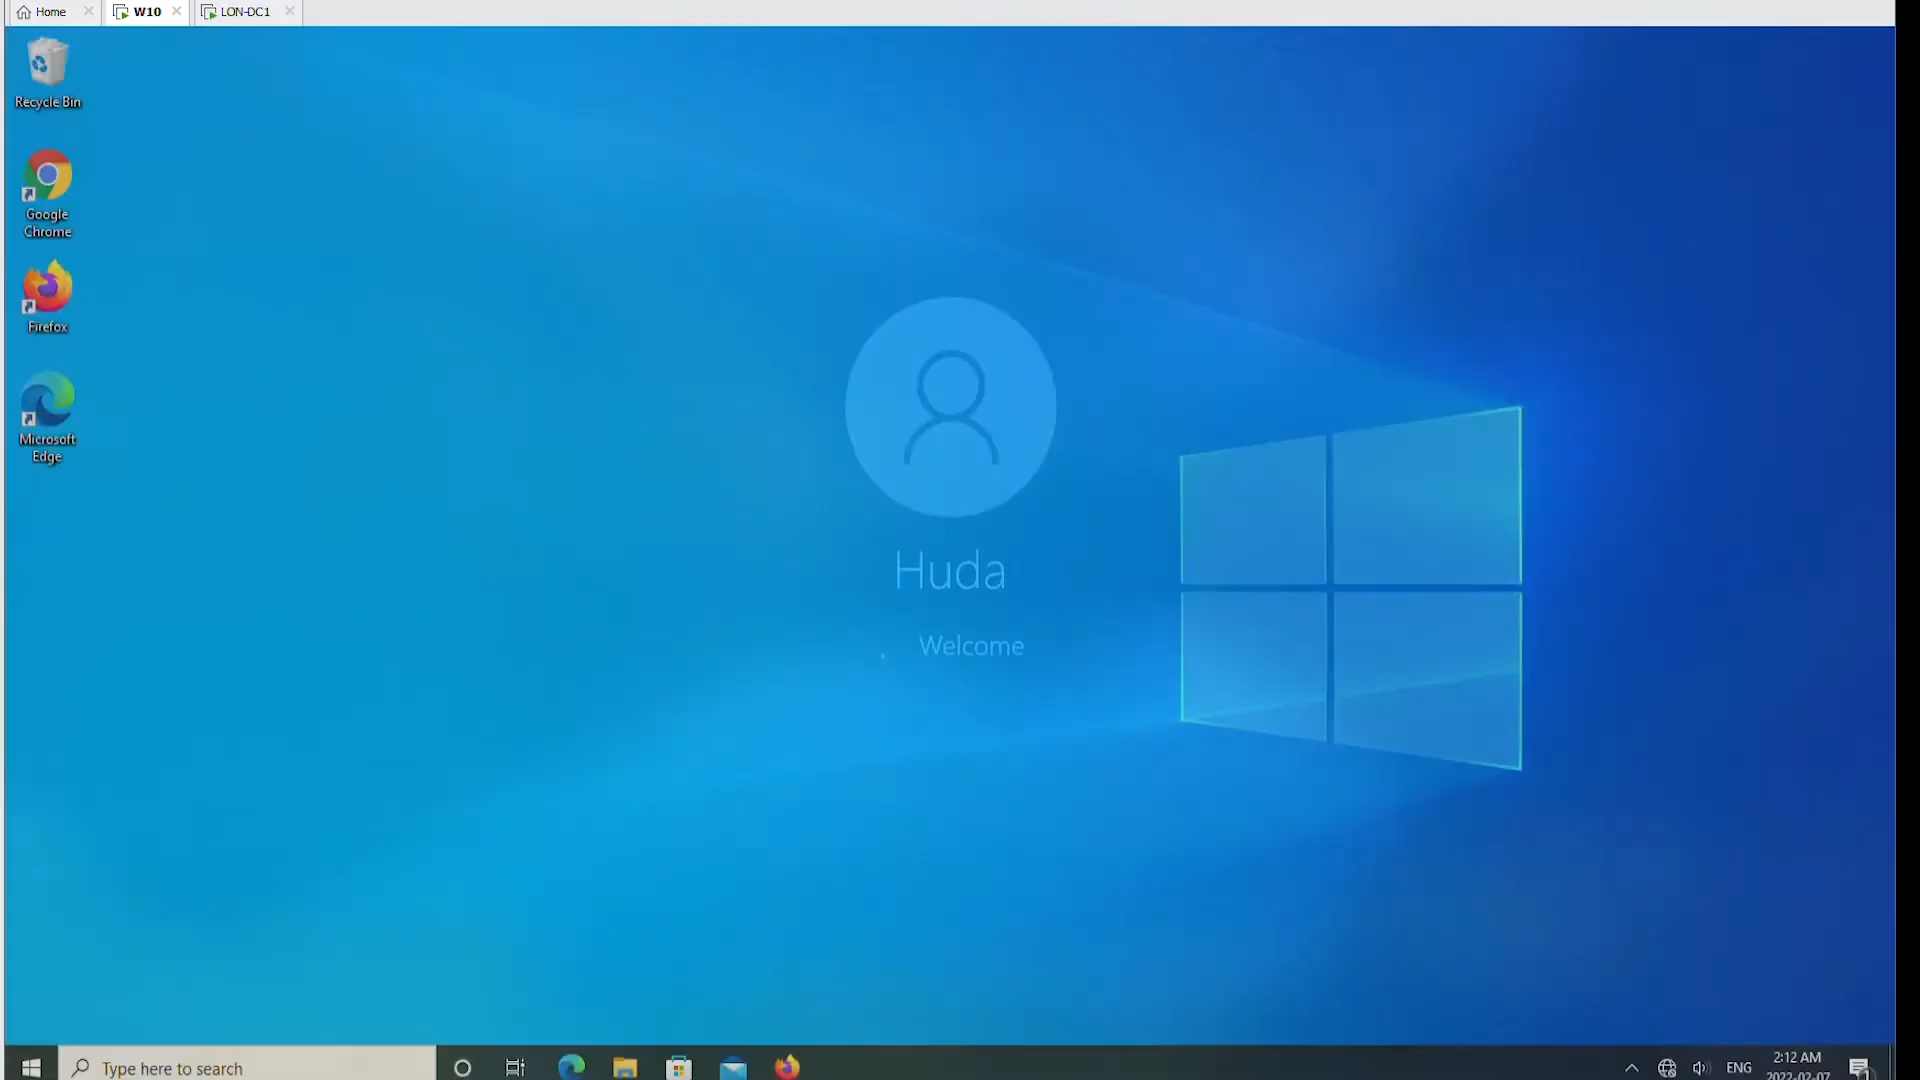 Home
W10
LON-DC1
Recycle Bin
Google
Chrome
Firefox
Microsoft
Edge
Huda
Welcome
Type here to search
ENG
2:12 AM
2022-02-07
1